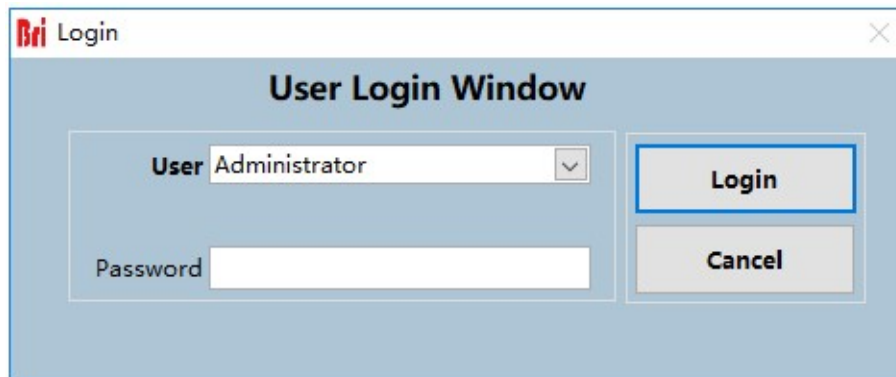 Bri Login
User Login Window
User Administrator
Login
Password
Cancel